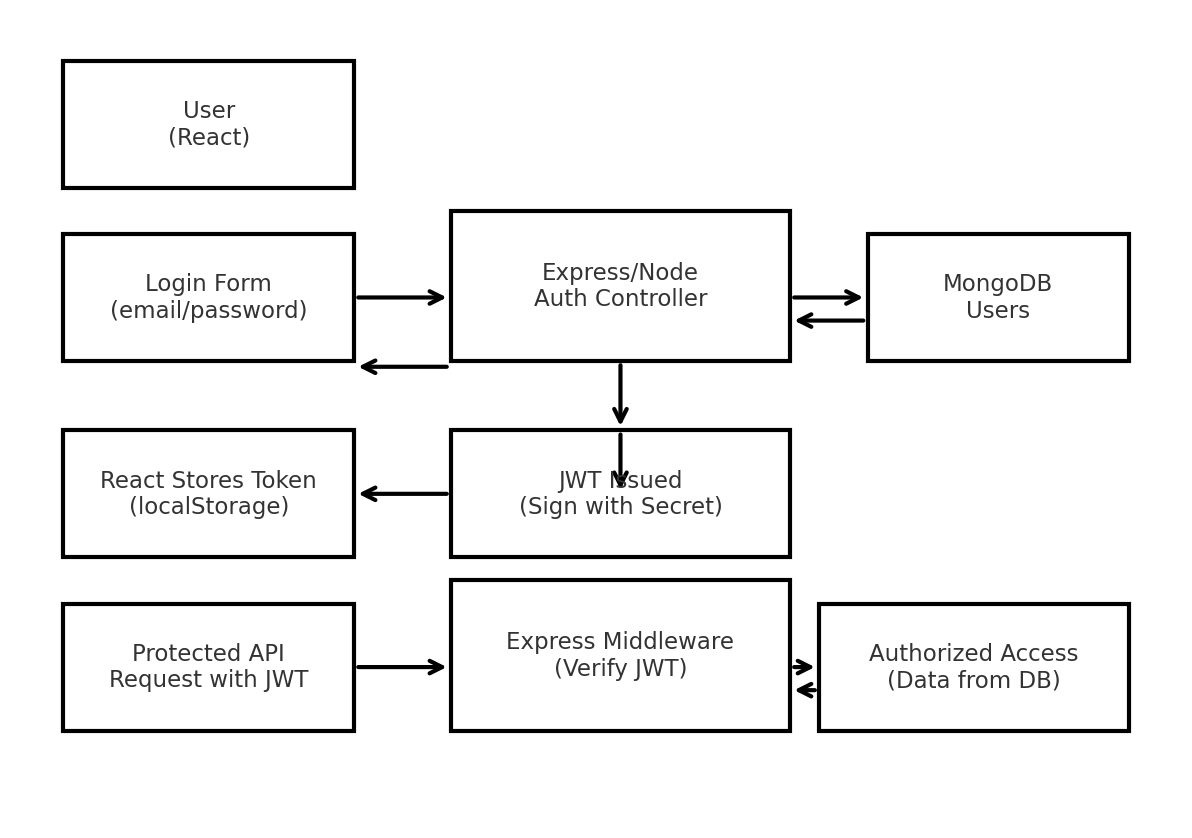 User
(React)
Login Form
(email/password)
Express/Node
Auth Controller
MongoDB
Users
React Stores Token
(localStorage)
JWT Issued
(Sign with Secret)
Protected API
Request with JWT
Express Middleware
(Verify JWT)
Authorized Access
(Data from DB)